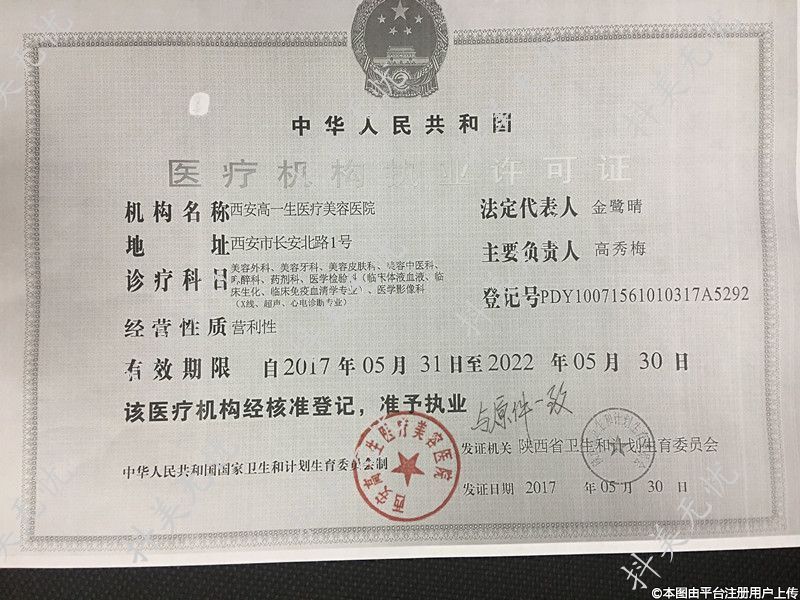 中华人民共和国
医疗机构执业许可证
机构名称 西安高一生医疗美容医院
法定代表人 金鹭晴
地 址 西安市长安北路1号
主要负责人 高秀梅
诊疗科目 美容外科、美容牙科、美容皮肤科、美容中医科、
麻醉科、药剂科、医学检验科（临床体液血液、临
床生化、临床免疫血清学专业）、医学影像科
（X线、超声、心电诊断专业）
登记号PDY10071561010317A5292
经营性质 营利性
有效期限 自2017年05月31日至2022年05月30日
该医疗机构经核准登记，准予执业
与原件一致
发证机关 陕西省卫生和计划生育委员会
中华人民共和国国家卫生和计划生育委员会制
发证日期 2017 年05月30日
西安高一生医疗美容医院
抖美无忧
©本图由平台注册用户上传